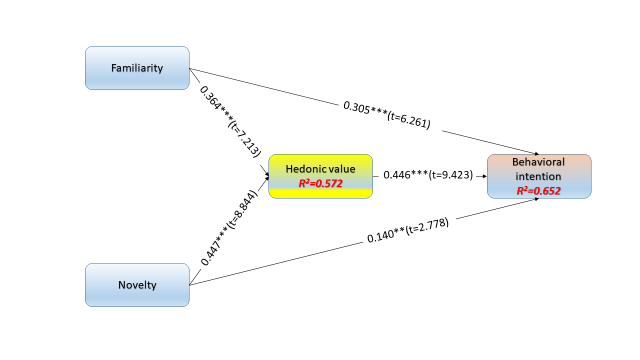 Familiarity
0.305***(t=6.261)
0.364***(t=7.213)
Hedonic value
R²=0.572
0.446***(t=9.423)
Behavioral
intention
R²=0.652
0.447***(t=8.844)
0.140**(t=2.778)
Novelty